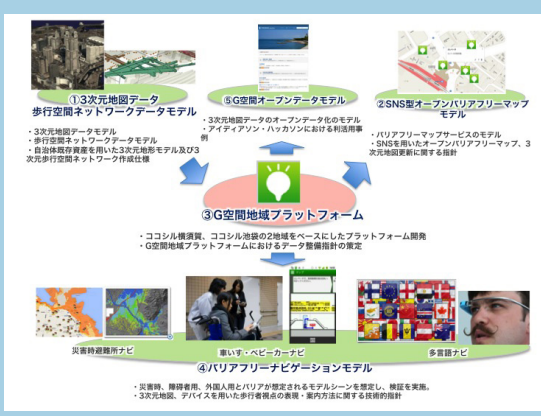 ①3次元地図データ
歩行空間ネットワークデータモデル
・3次元地図データモデル
・歩行空間ネットワークデータモデル
・自治体既存資産を用いた3次元地形モデル及び3
次元歩行空間ネットワーク作成仕様
⑤G空間オープンデータモデル
・3次元地図データのオープンデータ化のモデル
・アイディアソン・ハッカソンにおける利活用事
例
②SNS型オープンバリアフリーマップ
モデル
・バリアフリーマップサービスのモデル
・SNSを用いたオープンバリアフリーマップ、3
次元地図更新に関する指針
③G空間地域プラットフォーム
・ココシル横須賀、ココシル池袋の2地域をベースにしたプラットフォーム開発
・G空間地域プラットフォームにおけるデータ整備指針の策定
災害時避難所ナビ
車いす・ベビーカーナビ
多言語ナビ
④バリアフリーナビゲーションモデル
・災害時、障碍者用、外国人用とバリアが想定されるモデルシーンを想定し、検証を実施。
・3次元地図、デバイスを用いた歩行者視点の表現・案内方法に関する技術的指針